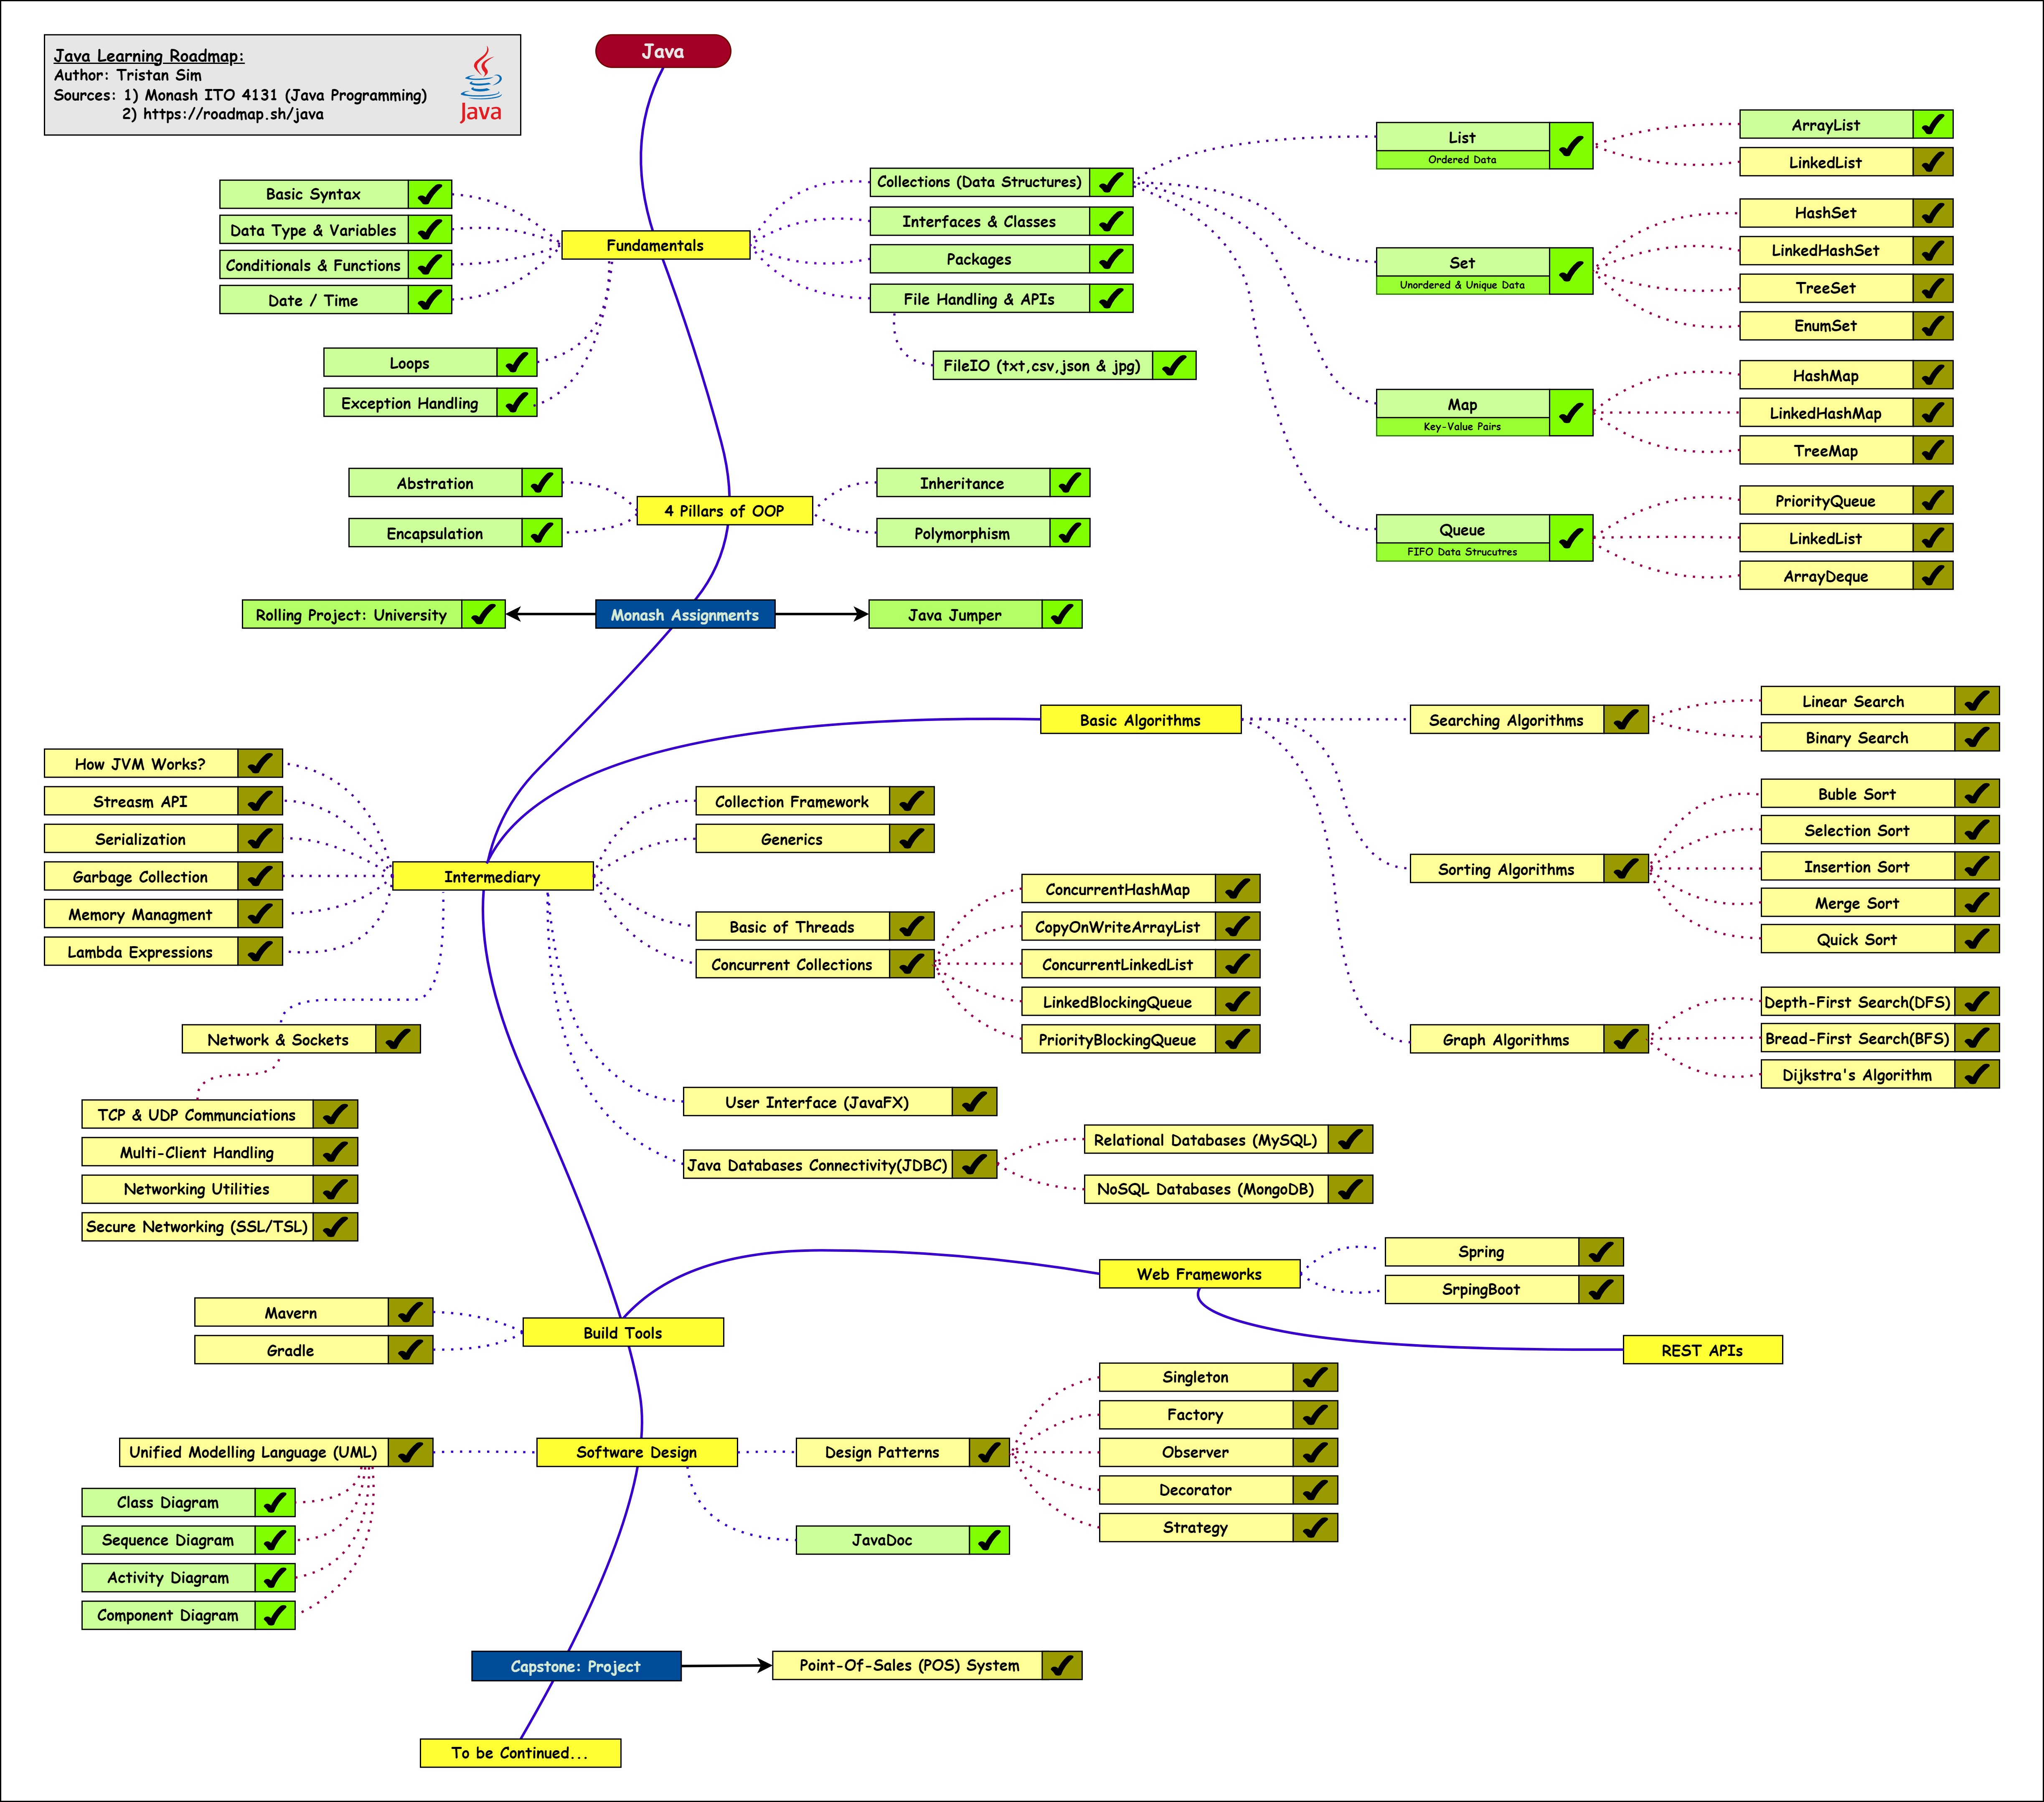 Java Learning Roadmap:
Author: Tristan Sim
Sources: 1) Monash ITO 4131 (Java Programming)
2) https://roadmap.sh/java
Java
Java
Fundamentals
Basic Syntax
Data Type & Variables
Conditionals & Functions
Date / Time
Loops
Exception Handling
Collections (Data Structures)
Interfaces & Classes
Packages
File Handling & APIs
FileIO (txt,csv,json & jpg)
List
Ordered Data
ArrayList
LinkedList
Set
Unordered & Unique Data
HashSet
LinkedHashSet
TreeSet
EnumSet
Map
Key-Value Pairs
HashMap
LinkedHashMap
TreeMap
Queue
FIFO Data Strucutres
PriorityQueue
LinkedList
ArrayDeque
4 Pillars of OOP
Abstration
Encapsulation
Inheritance
Polymorphism
Monash Assignments
Rolling Project: University
Java Jumper
Basic Algorithms
Searching Algorithms
Linear Search
Binary Search
Sorting Algorithms
Buble Sort
Selection Sort
Insertion Sort
Merge Sort
Quick Sort
Graph Algorithms
Depth-First Search(DFS)
Bread-First Search(BFS)
Dijkstra's Algorithm
Intermediary
How JVM Works?
Streasm API
Serialization
Garbage Collection
Memory Managment
Lambda Expressions
Network & Sockets
TCP & UDP Communciations
Multi-Client Handling
Networking Utilities
Secure Networking (SSL/TSL)
Collection Framework
Generics
Basic of Threads
Concurrent Collections
ConcurrentHashMap
CopyOnWriteArrayList
ConcurrentLinkedList
LinkedBlockingQueue
PriorityBlockingQueue
User Interface (JavaFX)
Java Databases Connectivity(JDBC)
Relational Databases (MySQL)
NoSQL Databases (MongoDB)
Build Tools
Mavern
Gradle
Web Frameworks
Spring
SrpingBoot
REST APIs
Software Design
Unified Modelling Language (UML)
Class Diagram
Sequence Diagram
Activity Diagram
Component Diagram
Design Patterns
Singleton
Factory
Observer
Decorator
Strategy
JavaDoc
Capstone: Project
Point-Of-Sales (POS) System
To be Continued...